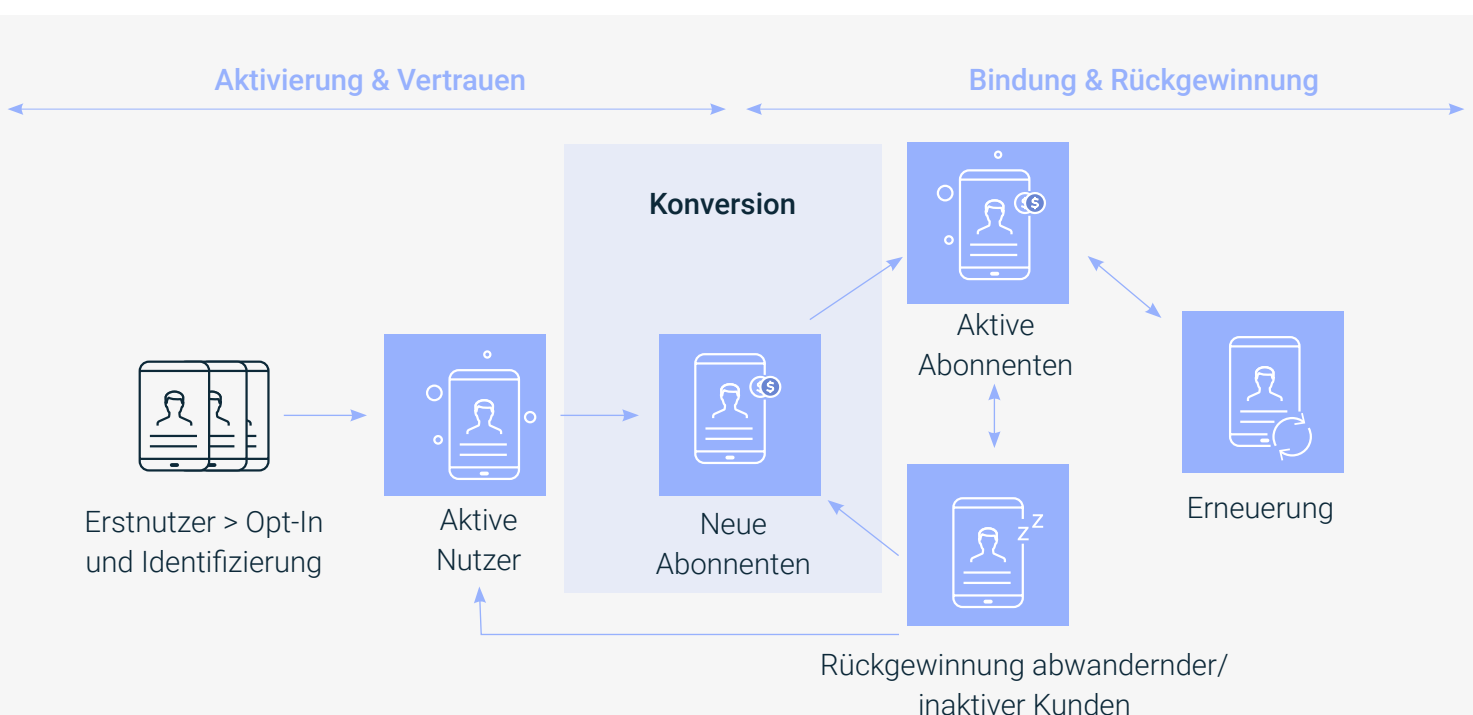 Aktivierung & Vertrauen
Bindung & Rückgewinnung
Konversion
$ $
Aktive
Abonnenten
$ $
Erstnutzer > Opt-In
und Identifizierung
Aktive
Nutzer
Neue
Abonnenten
z z
Erneuerung
Rückgewinnung abwandernder/
inaktiver Kunden